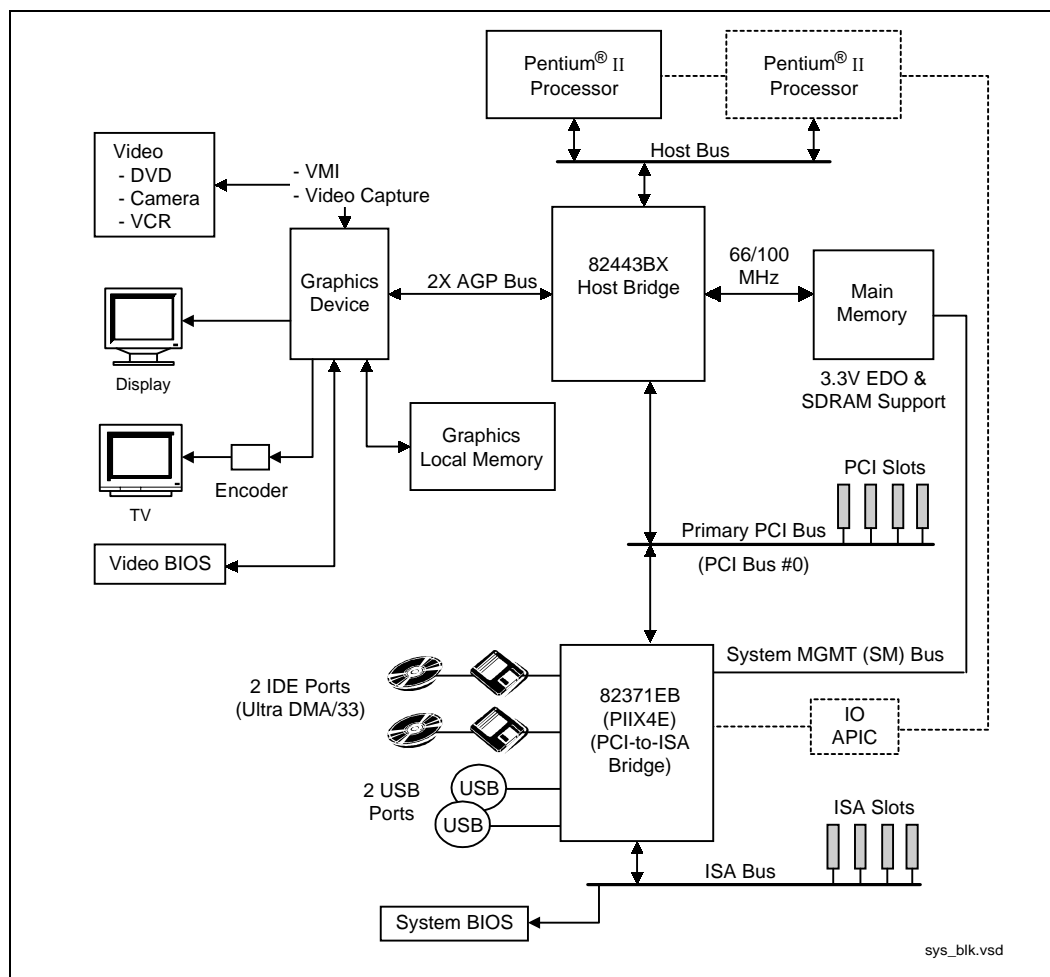 Pentium® II
Processor
Pentium® II
Processor
Host Bus
Video
- DVD
- Camera
- VCR
- VMI
- Video Capture
Graphics
Device
2X AGP Bus
82443BX
Host Bridge
66/100
MHz
Main
Memory
3.3V EDO &
SDRAM Support
Display
TV
Encoder
Graphics
Local Memory
Video BIOS
PCI Slots
Primary PCI Bus
(PCI Bus #0)
System MGMT (SM) Bus
2 IDE Ports
(Ultra DMA/33)
82371EB
(PIIX4E)
(PCI-to-ISA
Bridge)
IO
APIC
2 USB
Ports
USB
USB
ISA Slots
ISA Bus
System BIOS
sys_blk.vsd